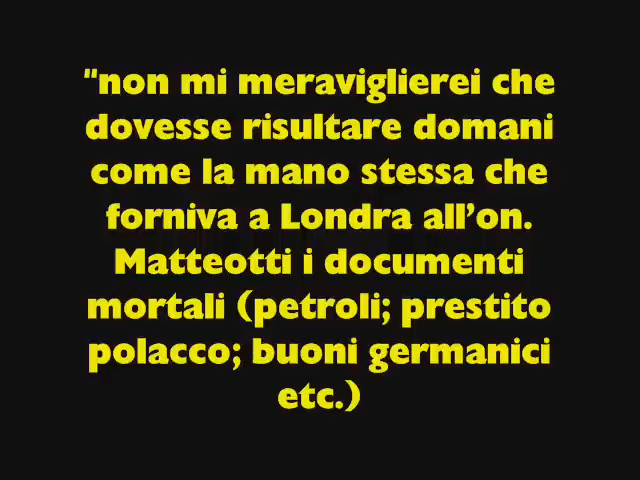 "non mi meraviglierei che
dovesse risultare domani
come la mano stessa che
forniva a Londra all’on.
Matteotti i documenti
mortali (petroli; prestito
polacco; buoni germanici
etc.)